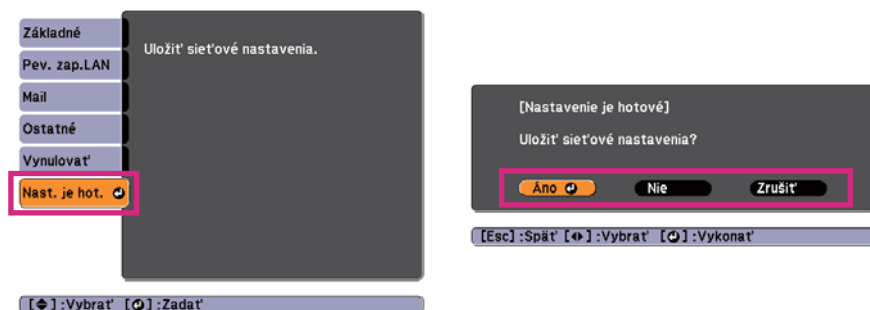 Základné
Pev. zap.LAN
Mail
Ostatné
Vynulovať
Nast. je hot.
Uložiť sieťové nastavenia.
[ ] :Vybrať [ ] :Zadať
[Nastavenie je hotové]
Uložiť sieťové nastavenia?
Áno Nie Zrušiť
[Esc] :Späť [ ] :Vybrať [ ] :Vykonať